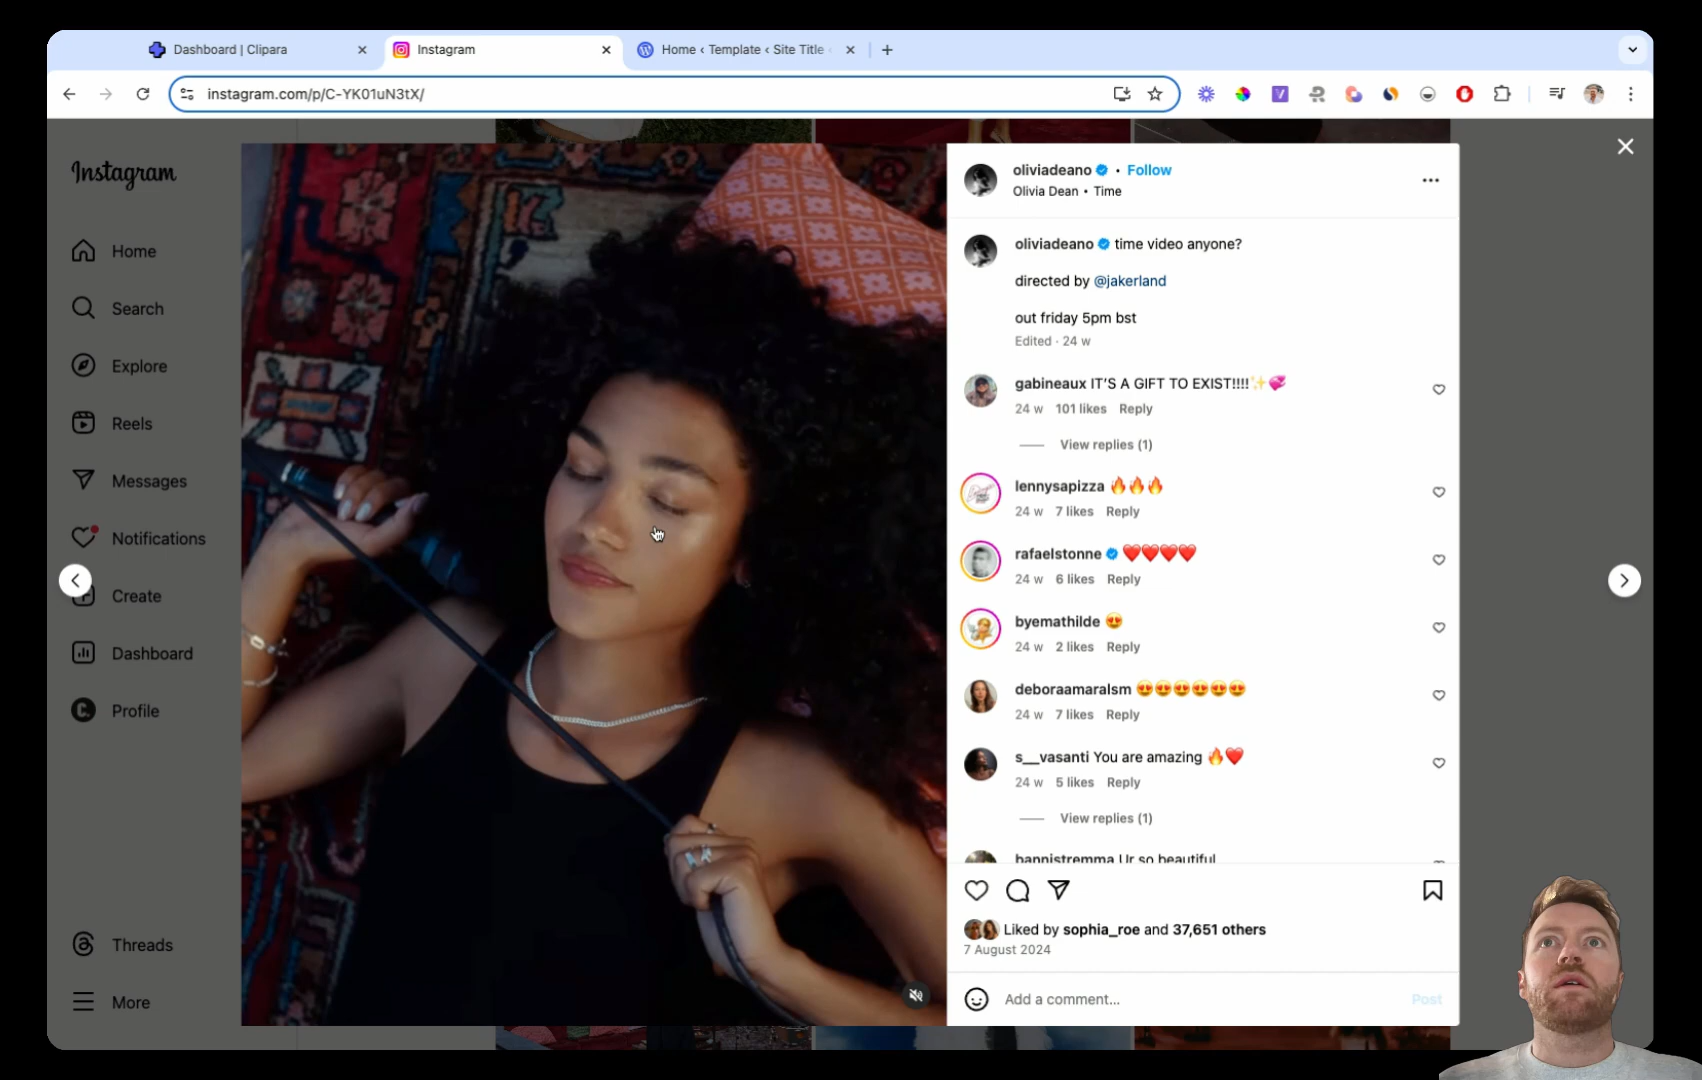 Dashboard | Clipara
Instagram
Home ‹ Template ‹ Site Title ‹
instagram.com/p/C-YK01uN3tX/
Instagram
Home
Search
Explore
Reels
Messages
Notifications
Create
Dashboard
Profile
Threads
More
oliviadeano • Follow
Olivia Dean • Time
oliviadeano time video anyone?
directed by @jakerland
out friday 5pm bst
Edited · 24 w
gabineaux IT'S A GIFT TO EXIST!!!!✨💞
24 w 101 likes Reply
View replies (1)
lennysapizza 🔥🔥🔥
24 w 7 likes Reply
rafaelstonne ❤️❤️❤️❤️
24 w 6 likes Reply
byemathilde 😍
24 w 2 likes Reply
deboraamaralsm 😍😍😍😍😍😍
24 w 7 likes Reply
s__vasanti You are amazing 🔥❤️
24 w 5 likes Reply
View replies (1)
bannistremma Ur so beautiful
Liked by sophia_roe and 37,651 others
7 August 2024
Add a comment...
Post